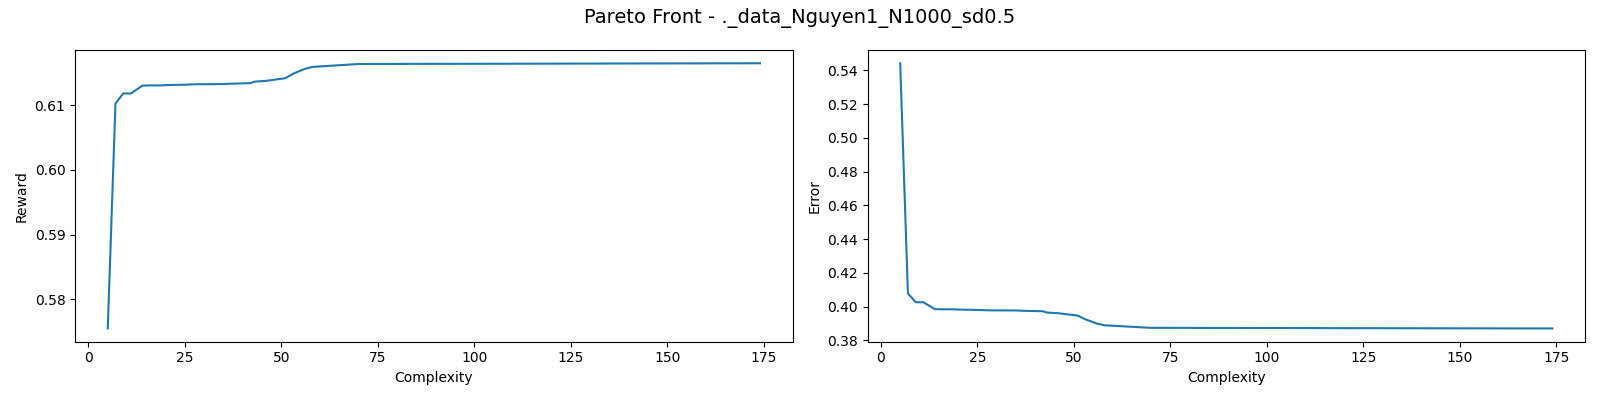 Pareto Front - ._data_Nguyen1_N1000_sd0.5
0.61
0.60
0.59
0.58
Reward
0 25 50 75 100 125 150 175
Complexity
0.54
0.52
0.50
0.48
0.46
0.44
0.42
0.40
0.38
Error
0 25 50 75 100 125 150 175
Complexity